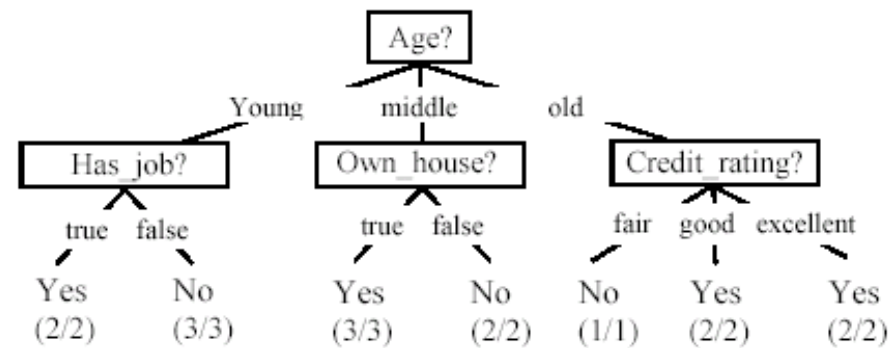 Age?
Young middle old
Has_job? Own_house? Credit_rating?
true false true false fair good excellent
Yes No Yes No No Yes Yes
(2/2) (3/3) (3/3) (2/2) (1/1) (2/2) (2/2)